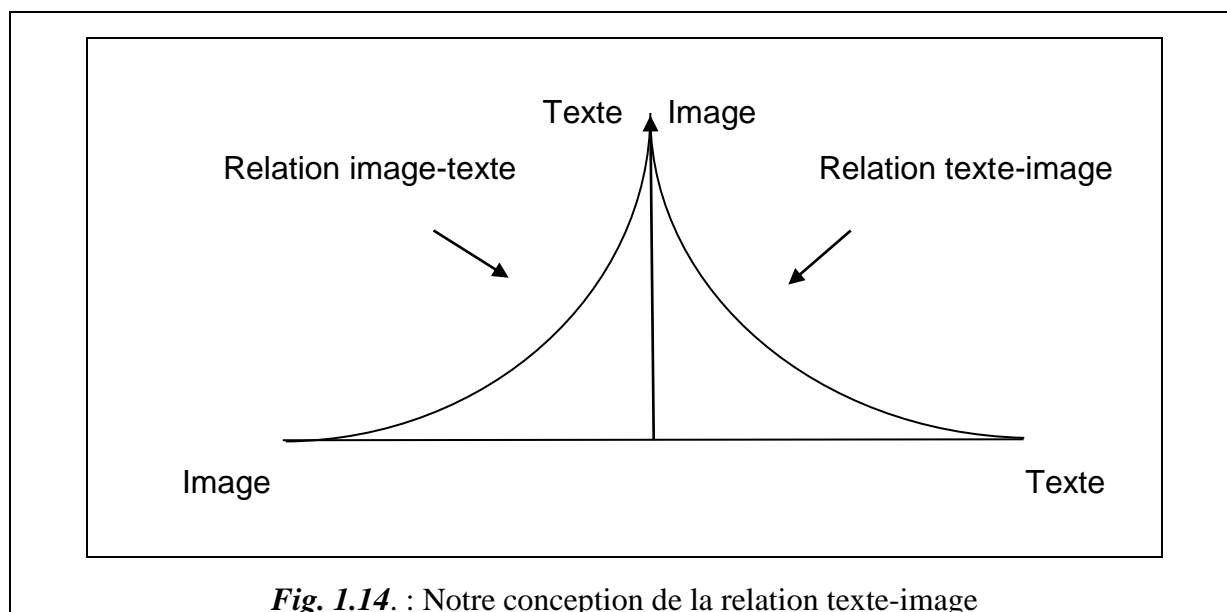 Texte Image
Relation image-texte Relation texte-image
Image Texte
Fig. 1.14. : Notre conception de la relation texte-image